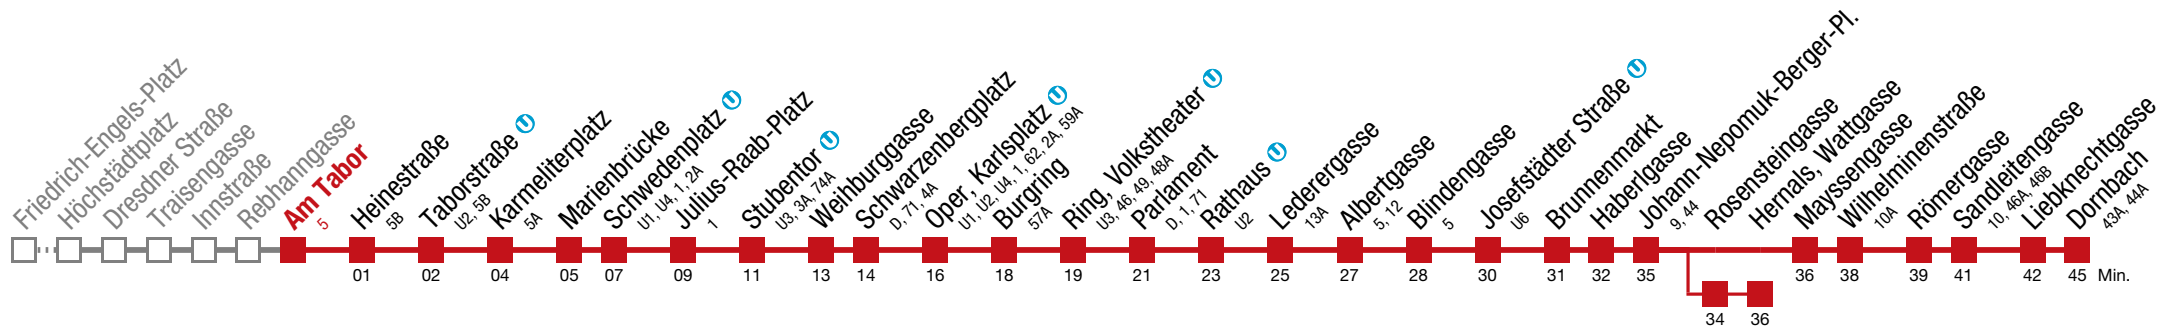 Friedrich-Engels-Platz
Höchstädtplatz
Dresdner Straße
Traisengasse
Innstraße
Rebhanngasse
Am Tabor
5
Heinestraße
5B
Taborstraße
U2, 5B
Karmeliterplatz
5A
Marienbrücke
Schwedenplatz
U1, U4, 1, 2A
Julius-Raab-Platz
1
Stubentor
U3, 3A, 74A
Weihburggasse
Schwarzenbergplatz
D, 71, 4A
Oper, Karlsplatz
U1, U2, U4, 1, 62, 2A, 59A
Burgring
57A
Ring, Volkstheater
U3, 46, 49, 48A
Parlament
D, 1, 71
Rathaus
U2
Lederergasse
13A
Albertgasse
5, 12
Blindengasse
5
Josefstädter Straße
U6
Brunnenmarkt
Haberlgasse
Johann-Nepomuk-Berger-Pl.
9, 44
Rosensteingasse
Hernals, Wattgasse
Mayssengasse
Wilhelminenstraße
10A
Römergasse
Sandleitengasse
10, 46A, 46B
Liebknechtgasse
Dornbach
43A, 44A
01 02 04 05 07 09 11 13 14 16 18 19 21 23 25 27 28 30 31 32 35 36 38 39 41 42 45 Min.
34 36